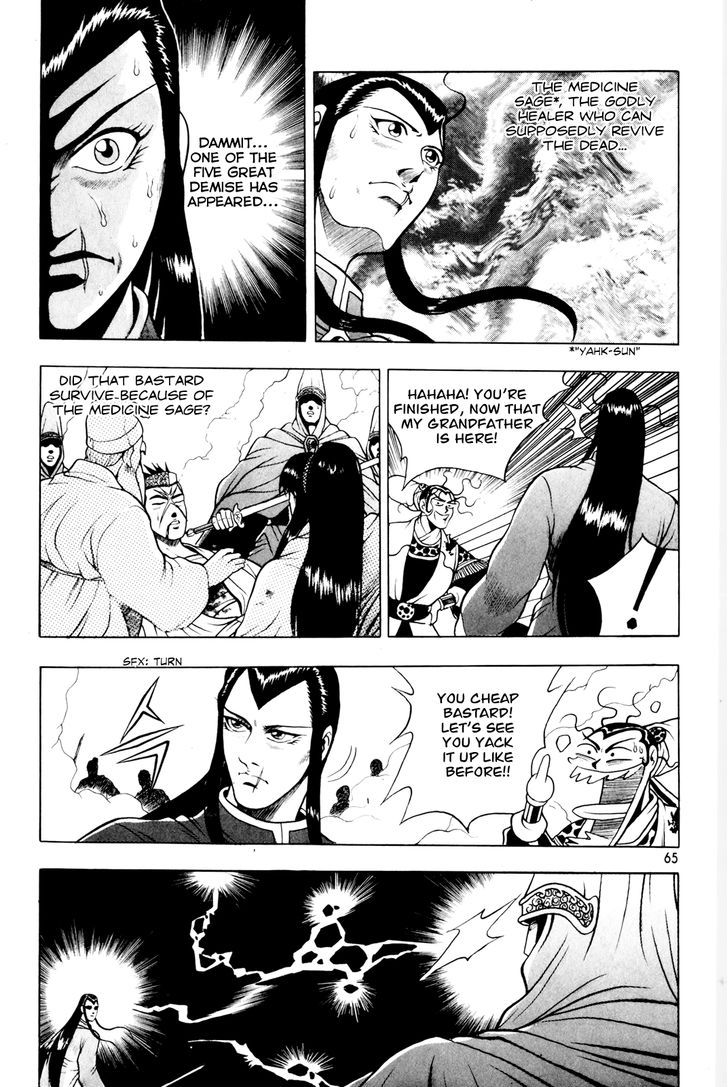 DAMMIT...
ONE OF THE
FIVE GREAT
DEMISE HAS
APPEARED...
THE MEDICINE
SAGE*, THE GODLY
HEALER WHO CAN
SUPPOSEDLY REVIVE
THE DEAD...
*"YAHK-SUN"
DID THAT BASTARD
SURVIVE BECAUSE OF
THE MEDICINE SAGE?
HAHAHA! YOU'RE
FINISHED, NOW THAT
MY GRANDFATHER
IS HERE!
!
SFX: TURN
YOU CHEAP
BASTARD!
LET'S SEE
YOU YACK
IT UP LIKE
BEFORE!!
65